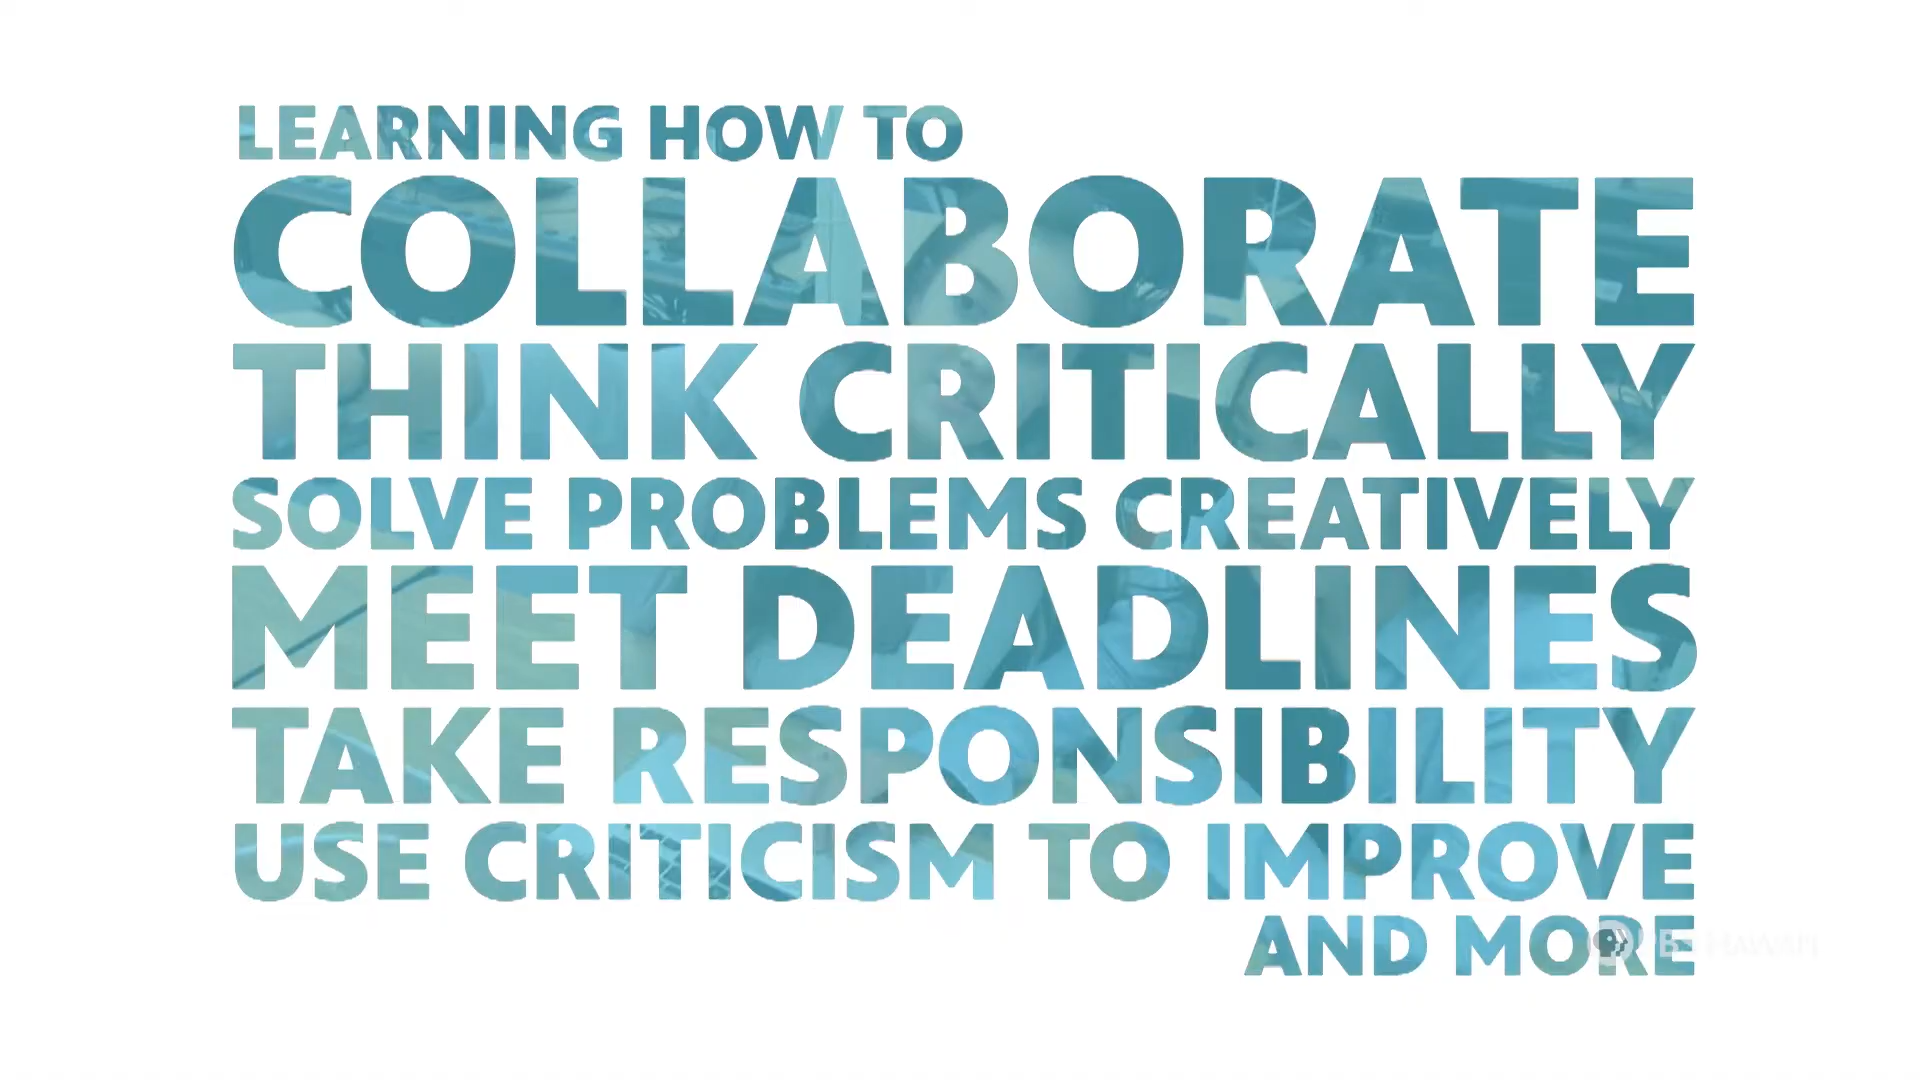 LEARNING HOW TO
COLLABORATE
THINK CRITICALLY
SOLVE PROBLEMS CREATIVELY
MEET DEADLINES
TAKE RESPONSIBILITY
USE CRITICISM TO IMPROVE
AND MORE